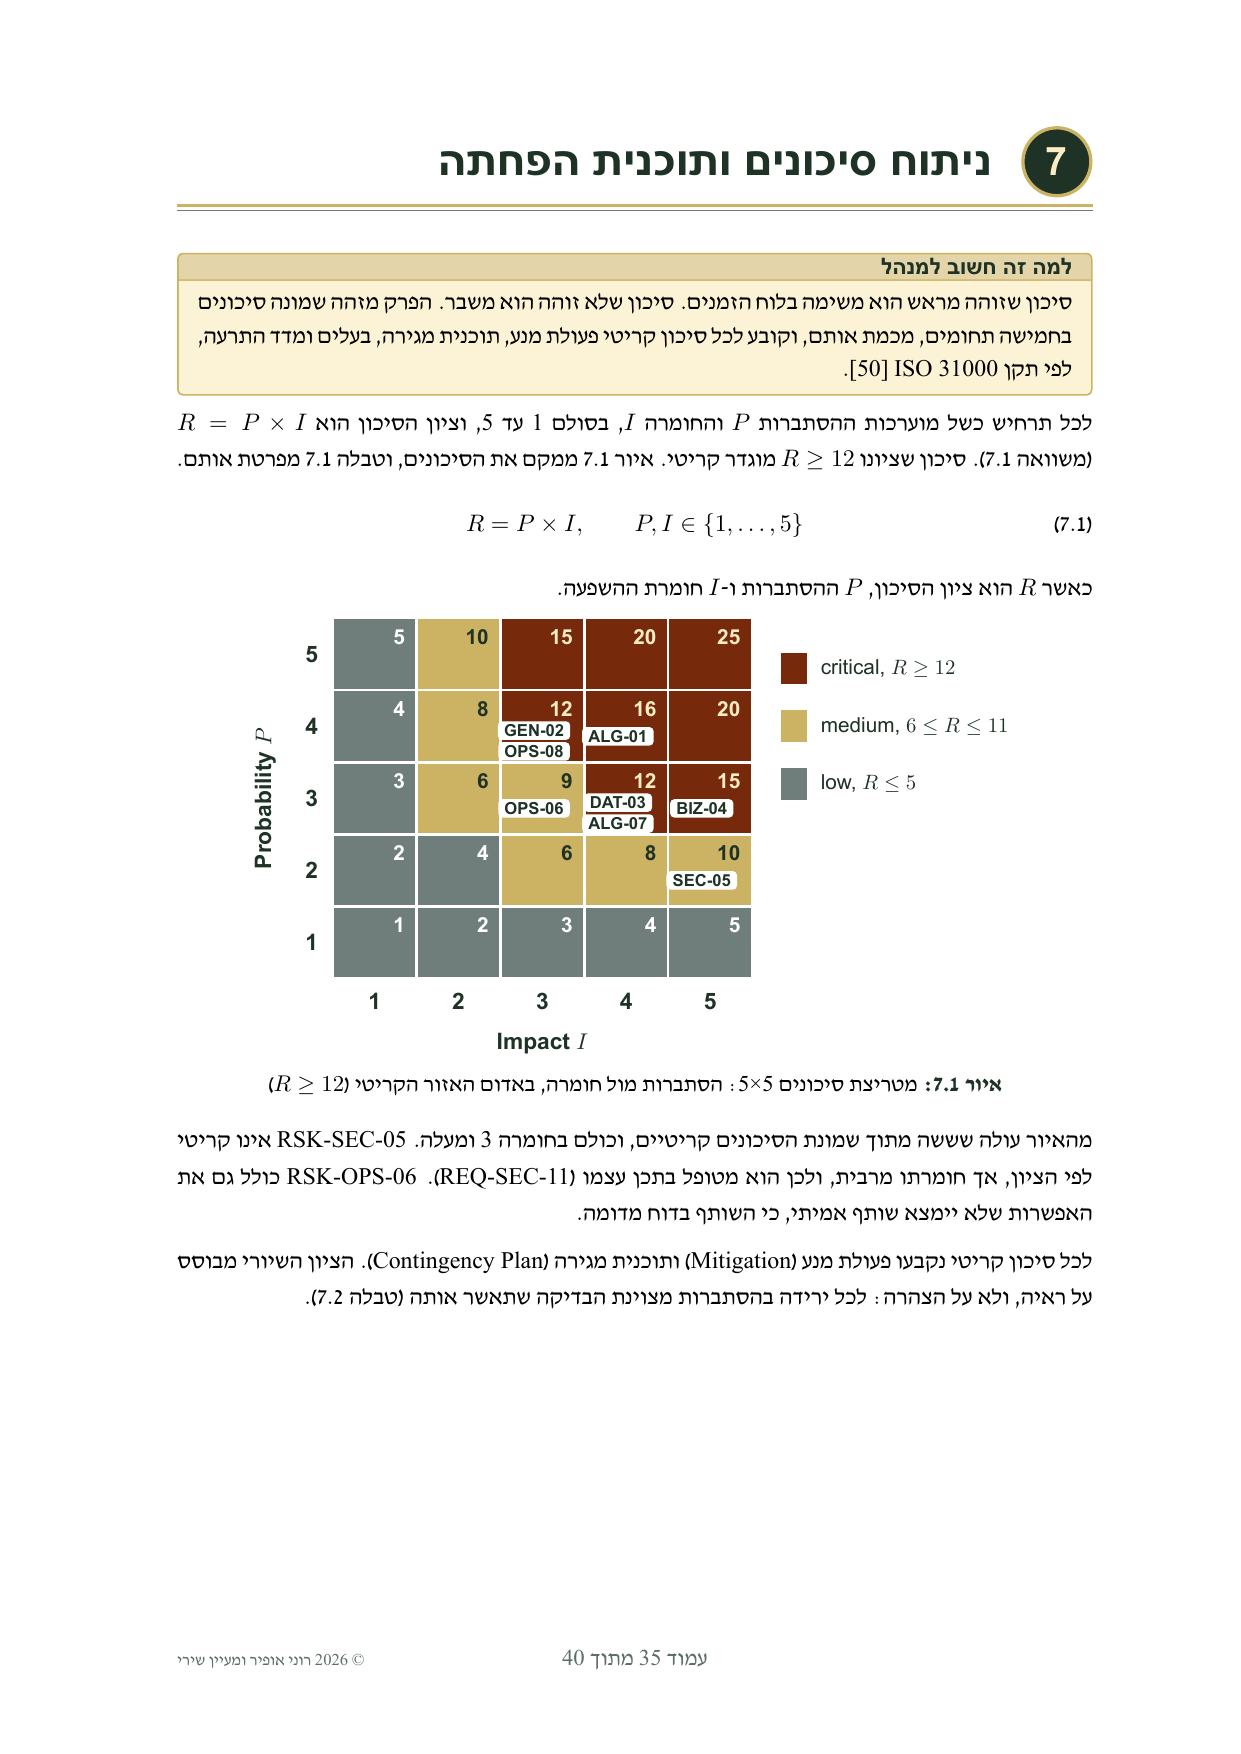 7 ניתוח סיכונים ותוכנית הפחתה
למה זה חשוב למנהל
סיכון שזוהה מראש הוא משימה בלוח הזמנים. סיכון שלא זוהה הוא משבר. הפרק מזהה שמונה סיכונים
בחמישה תחומים, מכמת אותם, וקובע לכל סיכון קריטי פעולת מנע, תוכנית מגירה, בעלים ומדד התרעה,
לפי תקן ISO 31000 [50].
לכל תרחיש כשל מוערכות ההסתברות P והחומרה I, בסולם 1 עד 5, וציון הסיכון הוא R = P × I
(משוואה 7.1). סיכון שציונו R ≥ 12 מוגדר קריטי. איור 7.1 ממקם את הסיכונים, וטבלה 7.1 מפרטת אותם.
R = P × I, P, I ∈ {1, . . . , 5} (7.1)
כאשר R הוא ציון הסיכון, P ההסתברות ו-I חומרת ההשפעה.
Probability P
5 5 10 15 20 25
4 4 8 12 16 20
GEN-02 ALG-01
OPS-08
3 3 6 9 12 15
OPS-06 DAT-03 BIZ-04
ALG-07
2 2 4 6 8 10
SEC-05
1 1 2 3 4 5
1 2 3 4 5
Impact I
critical, R ≥ 12
medium, 6 ≤ R ≤ 11
low, R ≤ 5
איור 7.1: מטריצת סיכונים 5×5: הסתברות מול חומרה, באדום האזור הקריטי (R ≥ 12)
מהאיור עולה שששה מתוך שמונת הסיכונים קריטיים, וכולם בחומרה 3 ומעלה. RSK-SEC-05 אינו קריטי
לפי הציון, אך חומרתו מרבית, ולכן הוא מטופל בתכן עצמו (REQ-SEC-11). RSK-OPS-06 כולל גם את
האפשרות שלא יימצא שותף אמיתי, כי השותף בדוח מדומה.
לכל סיכון קריטי נקבעו פעולת מנע (Mitigation) ותוכנית מגירה (Contingency Plan). הציון השיורי מבוסס
על ראיה, ולא על הצהרה: לכל ירידה בהסתברות מצוינת הבדיקה שתאשר אותה (טבלה 7.2).
עמוד 35 מתוך 40
© 2026 רוני אופיר ומעיין שירי